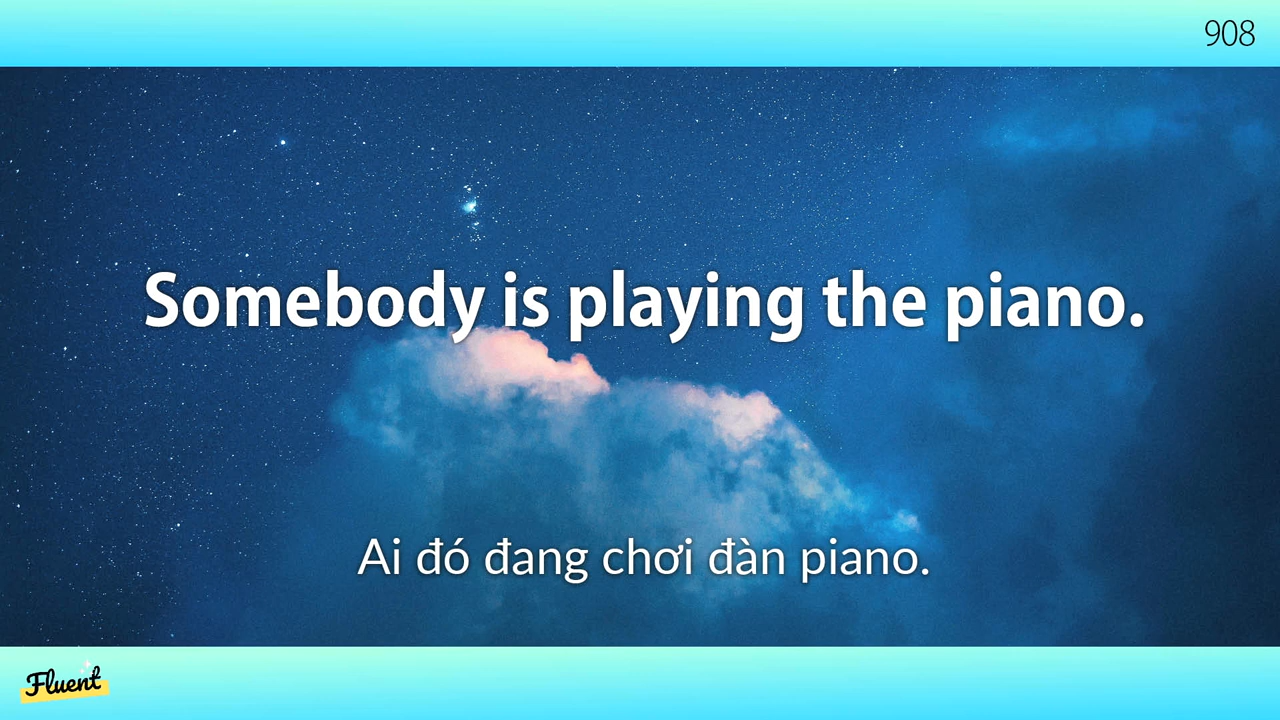 908
Somebody is playing the piano.
Ai đó đang chơi đàn piano.
Fluent